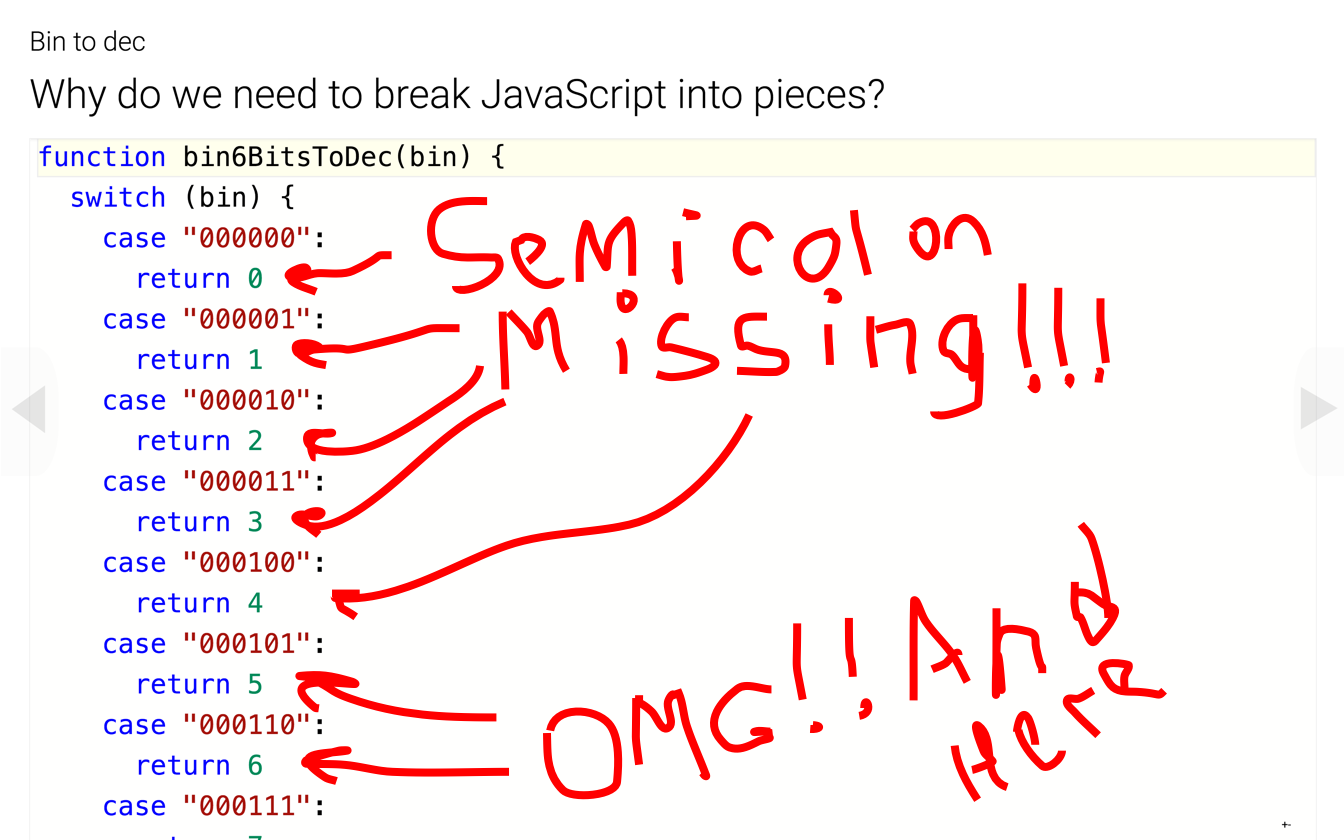 Bin to dec
Why do we need to break JavaScript into pieces?
function bin6BitsToDec(bin) {
switch (bin) {
case "000000":
return 0
Semicolon
case "000001":
return 1
Missing!!!
case "000010":
return 2
case "000011":
return 3
case "000100":
return 4
case "000101":
return 5
case "000110":
return 6
OMG!! And
Here
case "000111":